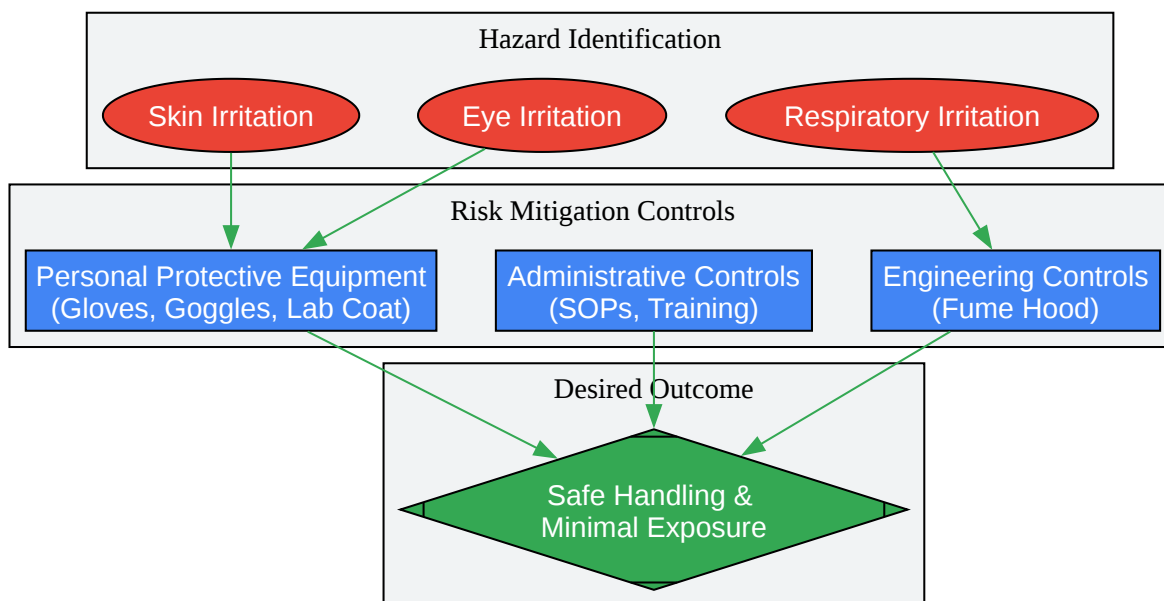 Hazard Identification
Skin Irritation
Eye Irritation
Respiratory Irritation
Risk Mitigation Controls
Personal Protective Equipment
(Gloves, Goggles, Lab Coat)
Administrative Controls
(SOPs, Training)
Engineering Controls
(Fume Hood)
Desired Outcome
Safe Handling &
Minimal Exposure